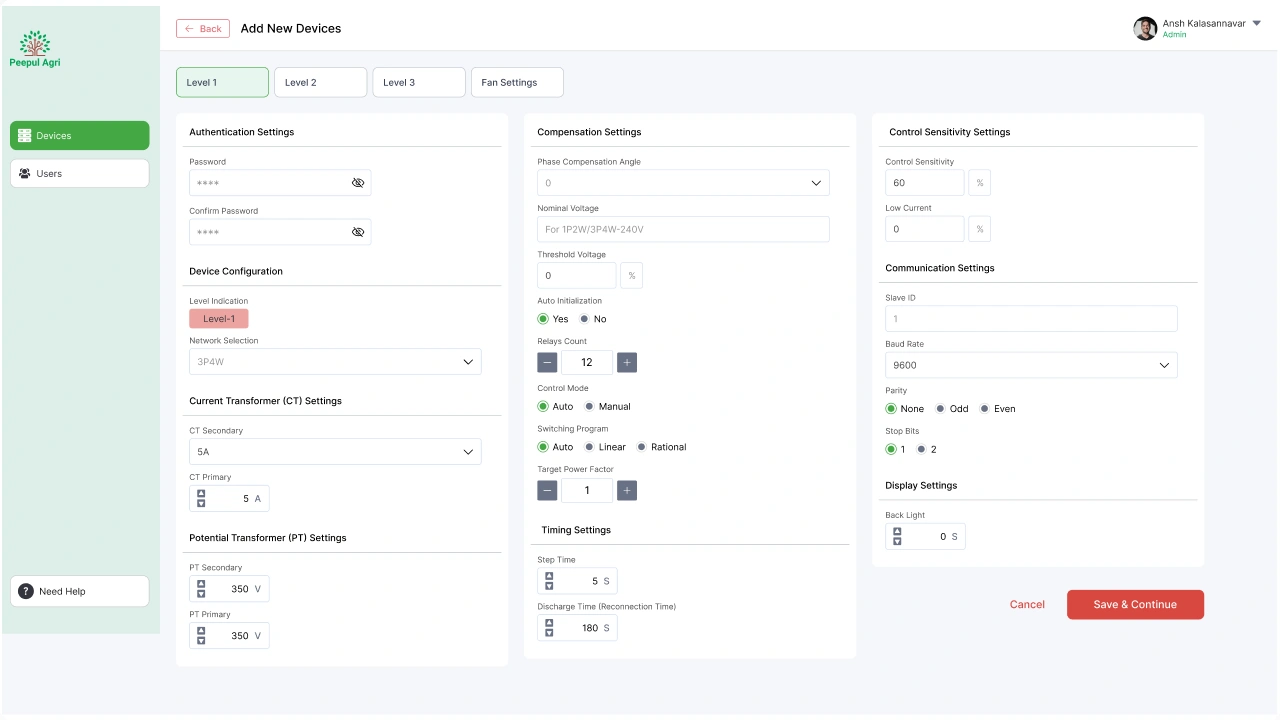 Peepul Agri
Devices
Users
? Need Help
← Back Add New Devices
Ansh Kalasannavar
Admin
Level 1 Level 2 Level 3 Fan Settings
Authentication Settings
Password
****
Confirm Password
****
Device Configuration
Level Indication
Level-1
Network Selection
3P4W
Current Transformer (CT) Settings
CT Secondary
5A
CT Primary
5 A
Potential Transformer (PT) Settings
PT Secondary
350 V
PT Primary
350 V
Compensation Settings
Phase Compensation Angle
0
Nominal Voltage
For 1P2W/3P4W-240V
Threshold Voltage
0 %
Auto Initialization
Yes No
Relays Count
− 12 +
Control Mode
Auto Manual
Switching Program
Auto Linear Rational
Target Power Factor
− 1 +
Timing Settings
Step Time
5 S
Discharge Time (Reconnection Time)
180 S
Control Sensitivity Settings
Control Sensitivity
60 %
Low Current
0 %
Communication Settings
Slave ID
1
Baud Rate
9600
Parity
None Odd Even
Stop Bits
1 2
Display Settings
Back Light
0 S
Cancel Save & Continue